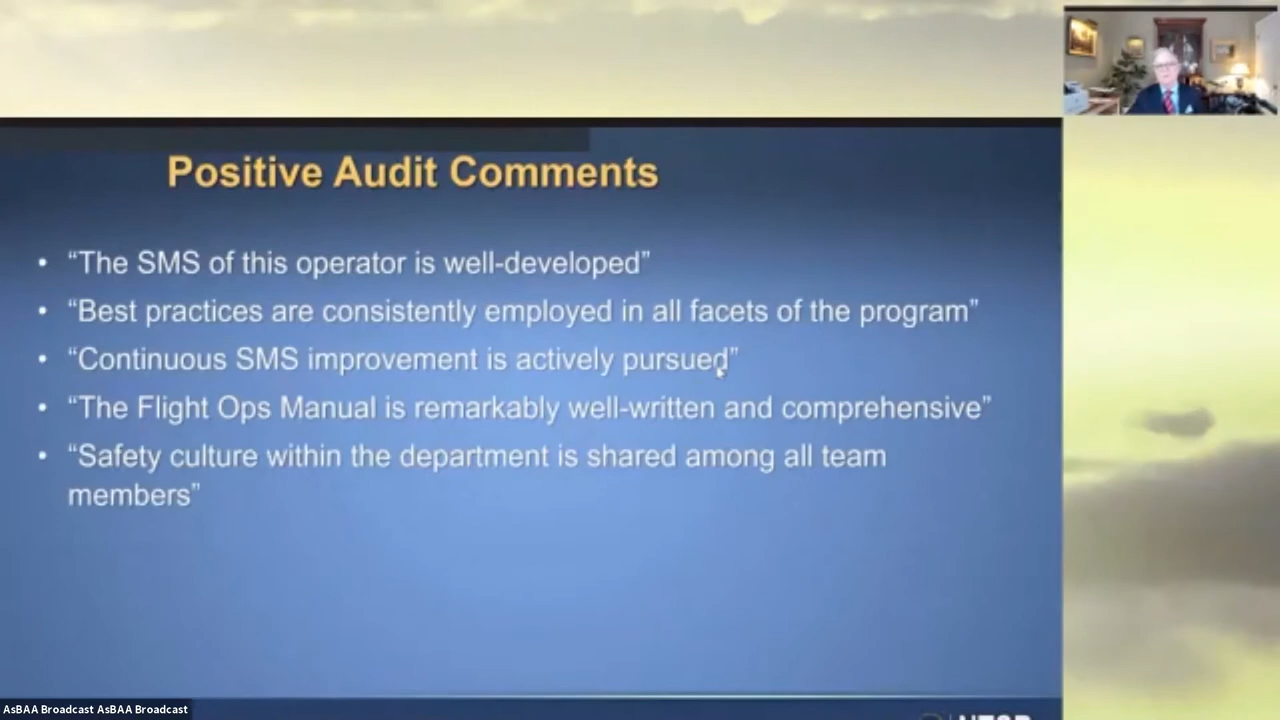 Positive Audit Comments
• “The SMS of this operator is well-developed”
• “Best practices are consistently employed in all facets of the program”
• “Continuous SMS improvement is actively pursued”
• “The Flight Ops Manual is remarkably well-written and comprehensive”
• “Safety culture within the department is shared among all team
members”
AsBAA Broadcast AsBAA Broadcast